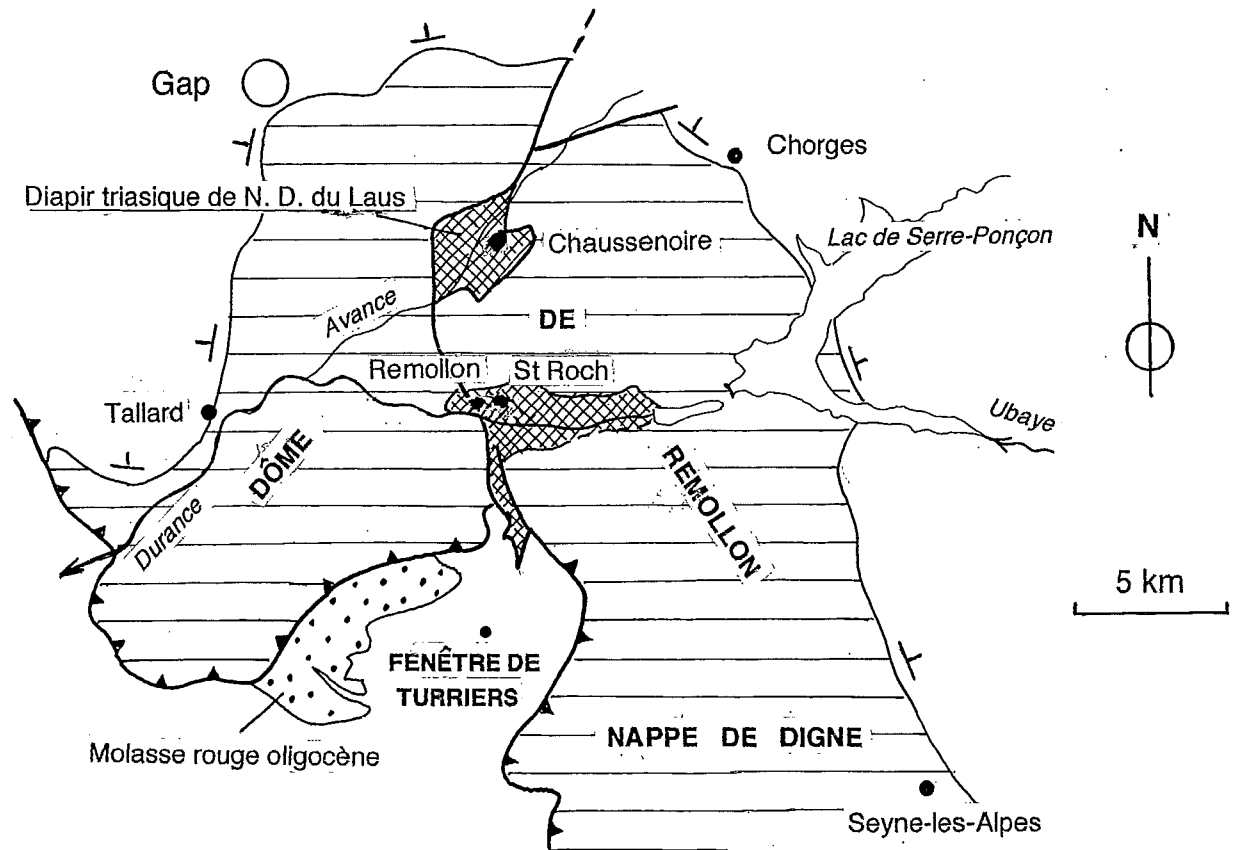 Gap
Chorges
Diapir triasique de N. D. du Laus
Chaussenoire
Lac de Serre-Ponçon
N
Avance
DE
Remollon
St Roch
Tallard
Ubaye
DÔME
REMOLLON
Durance
5 km
FENÊTRE DE
TURRIERS
Molasse rouge oligocène
NAPPE DE DIGNE
Seyne-les-Alpes